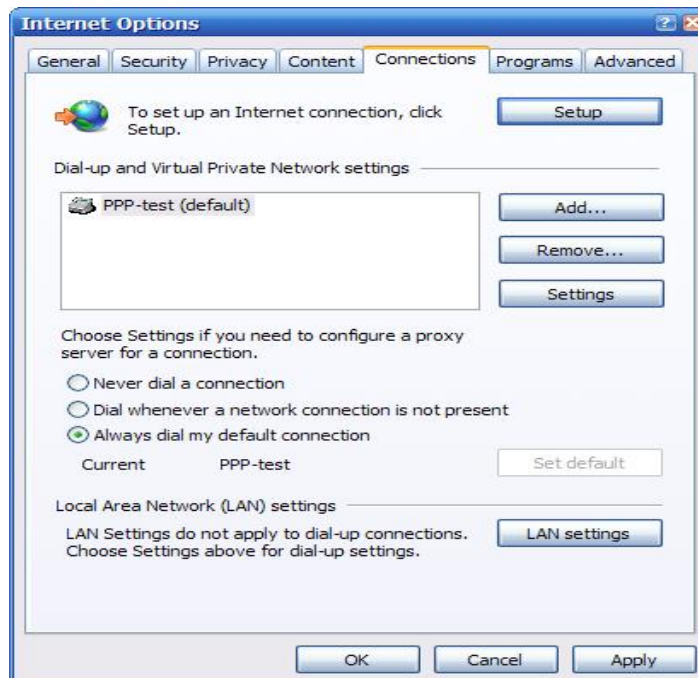 Internet Options
General Security Privacy Content Connections Programs Advanced
To set up an Internet connection, click
Setup.
Setup
Dial-up and Virtual Private Network settings
PPP-test (default)
Add...
Remove...
Settings
Choose Settings if you need to configure a proxy
server for a connection.
Never dial a connection
Dial whenever a network connection is not present
Always dial my default connection
Current PPP-test Set default
Local Area Network (LAN) settings
LAN Settings do not apply to dial-up connections.
Choose Settings above for dial-up settings.
LAN settings
OK Cancel Apply